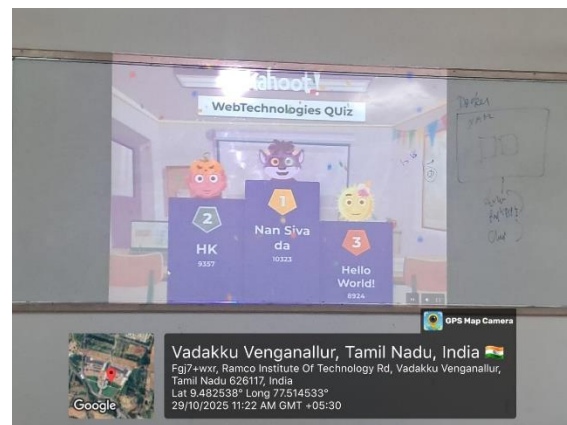 Kahoot!
WebTechnologies QUiz
1
Nan Siva
da
10323
2
HK
9357
3
Hello
World!
8924
Docker
GPS Map Camera
Vadakku Venganallur, Tamil Nadu, India
Fgj7+wxr, Ramco Institute Of Technology Rd, Vadakku Venganallur,
Tamil Nadu 626117, India
Lat 9.482538° Long 77.514533°
29/10/2025 11:22 AM GMT +05:30
Google